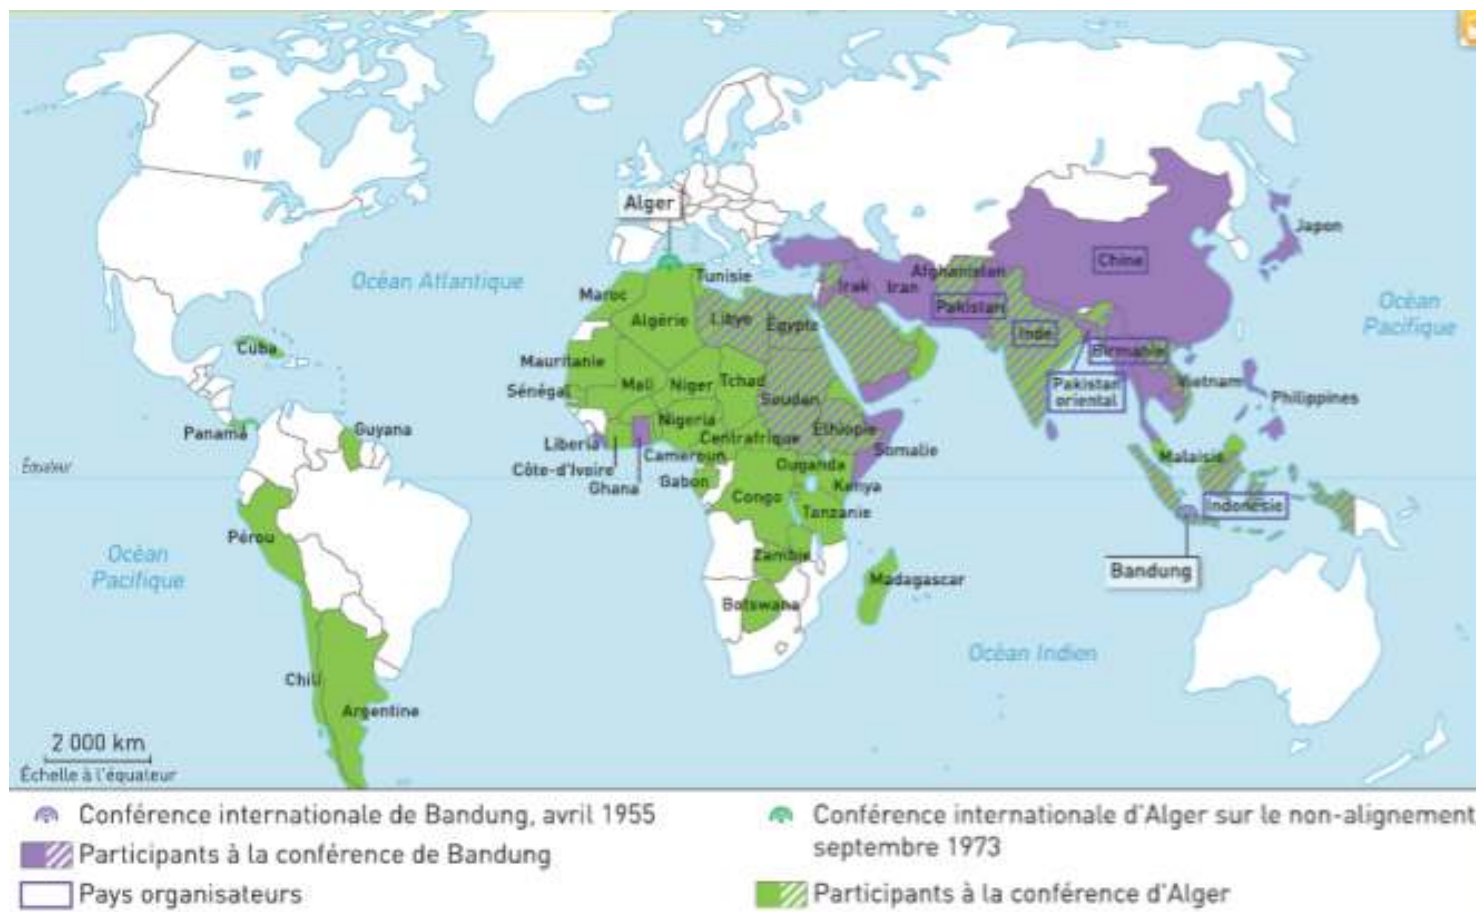 Alger
Japon
Océan Atlantique
Tunisie
Afghanistan
Chine
Irak
Iran
Maroc
Océan
Pacifique
Pakistan
Algérie
Libye
Égypte
Inde
Cuba
Birmanie
Mauritanie
Mali
Niger
Tchad
Pakistan
oriental
Vietnam
Sénégal
Soudan
Philippines
Panama
Guyana
Nigeria
Éthiopie
Liberia
Centrafrique
Somalie
Cameroun
Malaisie
Équateur
Côte-d'Ivoire
Ouganda
Ghana
Gabon
Kenya
Congo
Indonésie
Tanzanie
Pérou
Océan
Pacifique
Zambie
Bandung
Madagascar
Botswana
Océan Indien
Chili
Argentine
2 000 km
Échelle à l'équateur
Conférence internationale de Bandung, avril 1955
Participants à la conférence de Bandung
Pays organisateurs
Conférence internationale d'Alger sur le non-alignement
septembre 1973
Participants à la conférence d'Alger